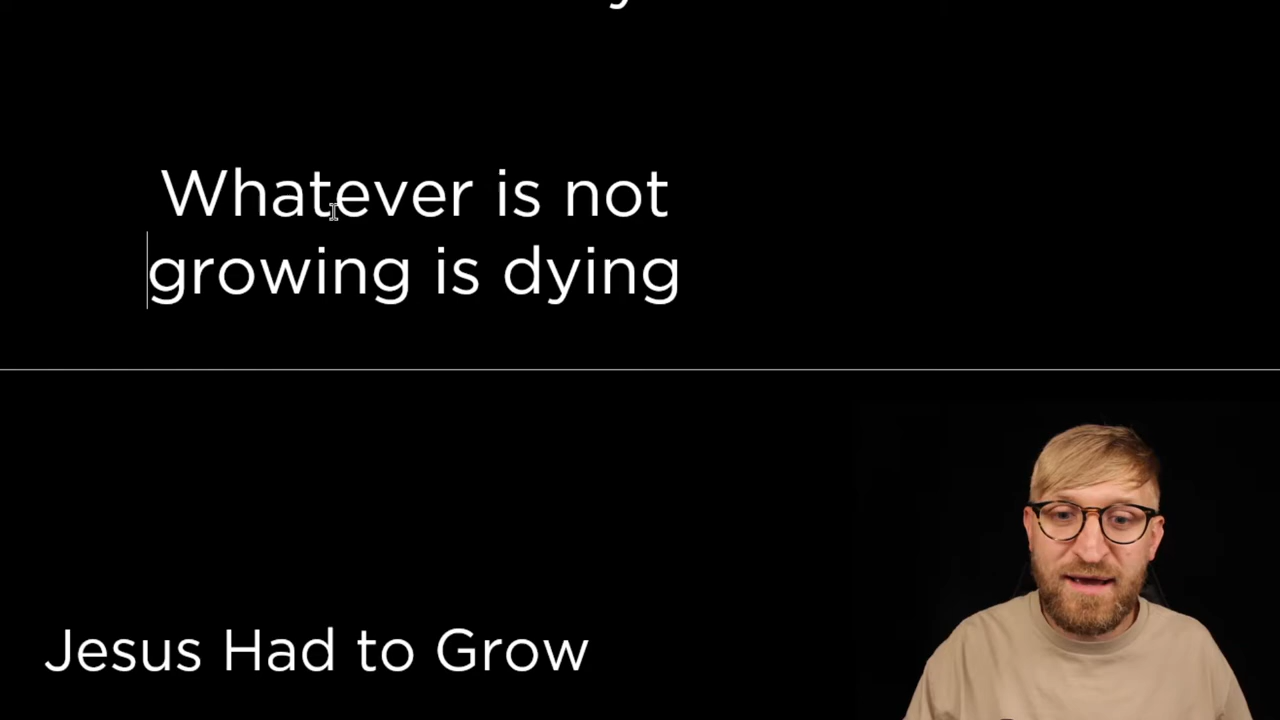 Whatever is not
growing is dying
Jesus Had to Grow